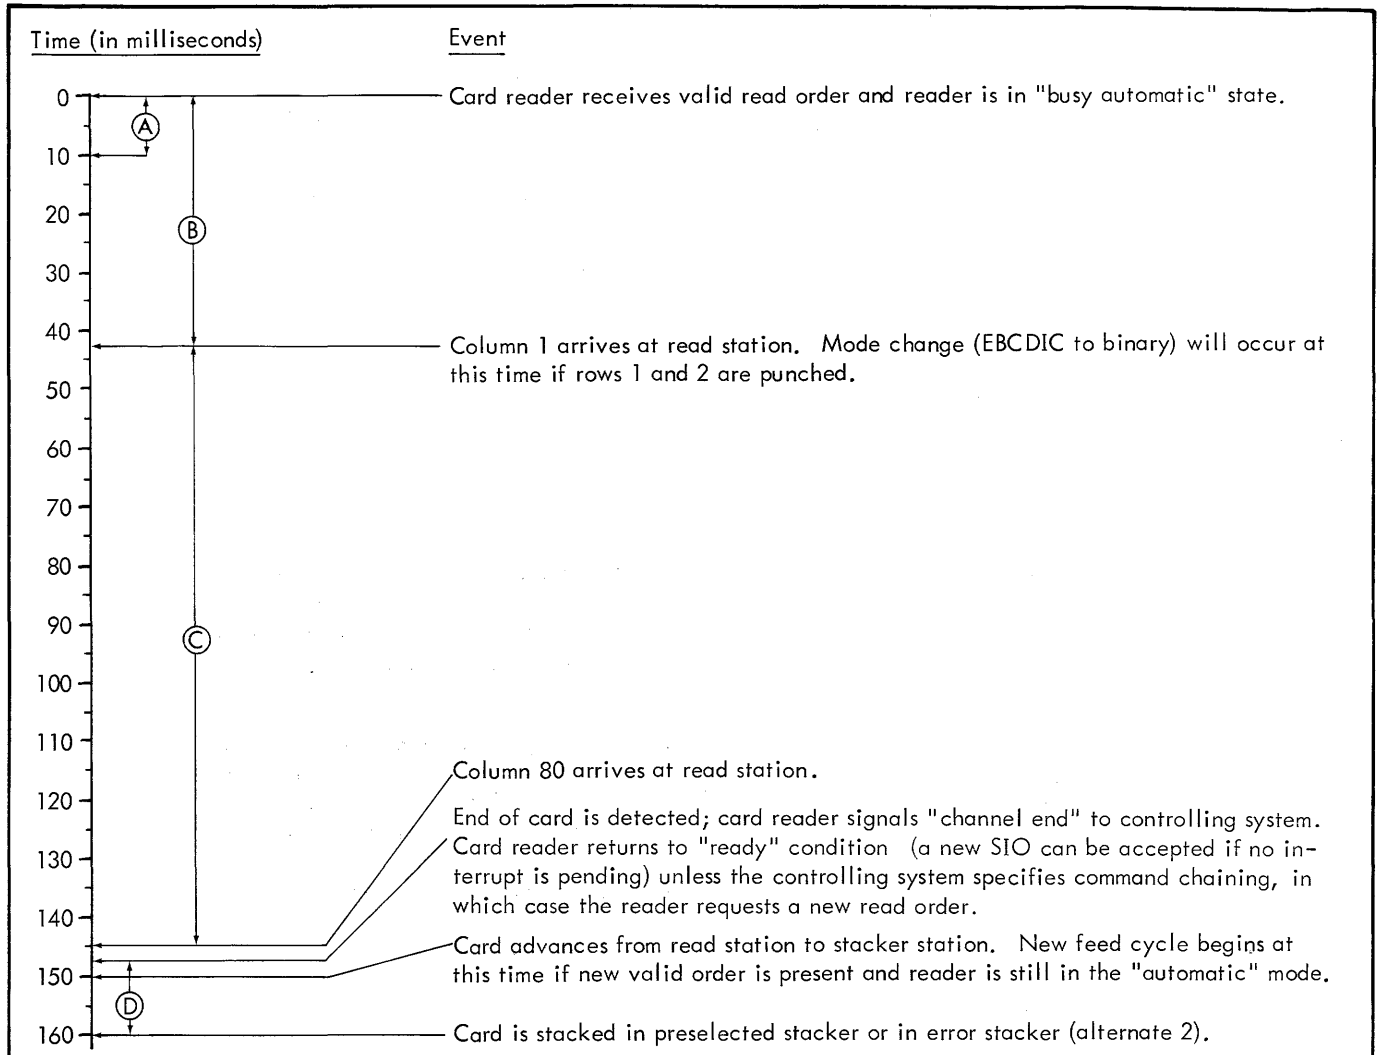 Time (in milliseconds) Event
0 Card reader receives valid read order and reader is in "busy automatic" state.
A
10
20
B
30
40
Column 1 arrives at read station. Mode change (EBCDIC to binary) will occur at
this time if rows 1 and 2 are punched.
50
60
70
80
90
C
100
110
Column 80 arrives at read station.
120
End of card is detected; card reader signals "channel end" to controlling system.
Card reader returns to "ready" condition (a new SIO can be accepted if no in-
130
terrupt is pending) unless the controlling system specifies command chaining, in
which case the reader requests a new read order.
140
Card advances from read station to stacker station. New feed cycle begins at
150 this time if new valid order is present and reader is still in the "automatic" mode.
D
160 Card is stacked in preselected stacker or in error stacker (alternate 2).